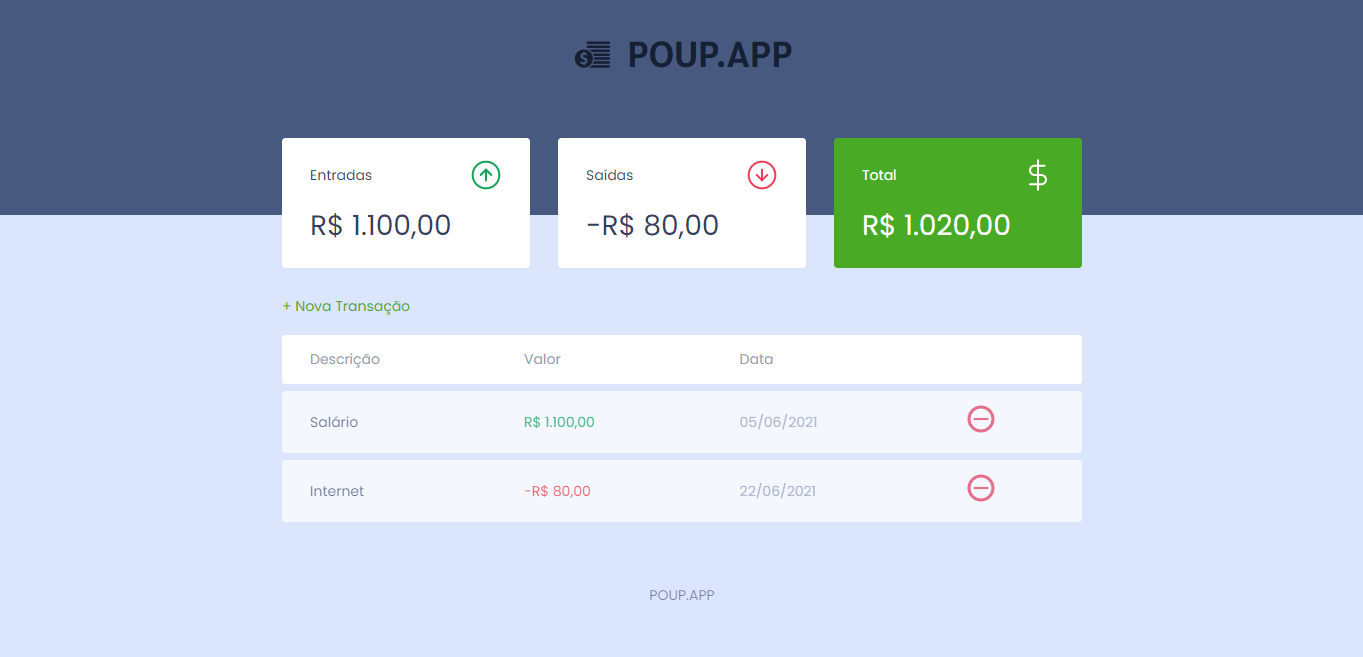 POUP.APP
Entradas
R$ 1.100,00
Saídas
-R$ 80,00
Total
$
R$ 1.020,00
+ Nova Transação
Descrição Valor Data
Salário R$ 1.100,00 05/06/2021
Internet -R$ 80,00 22/06/2021
POUP.APP